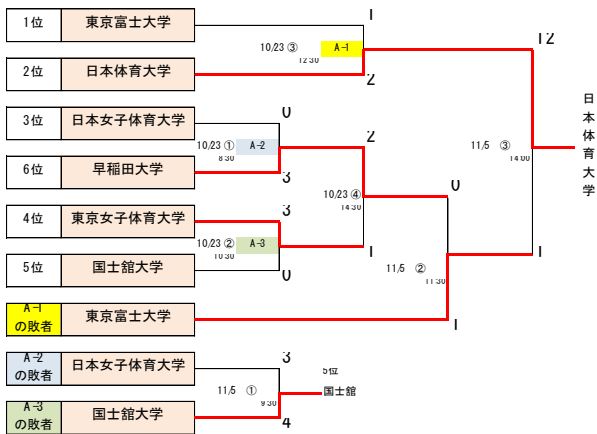 1位 東京富士大学 1
10/23 ③ A-1 12
12:30
2位 日本体育大学 2
3位 日本女子体育大学 0
10/23 ① A-2 2 11/5 ③
8:30 14:00
6位 早稲田大学 3
日本体育大学
10/23 ④ 0
14:30
4位 東京女子体育大学 3
10/23 ② A-3 1 1
10:30
5位 国士舘大学 0
11/5 ②
11:30
A-1
の敗者 東京富士大学 1
A-2
の敗者 日本女子体育大学 3
5位
11/5 ① 国士舘
9:30
A-3
の敗者 国士舘大学 4